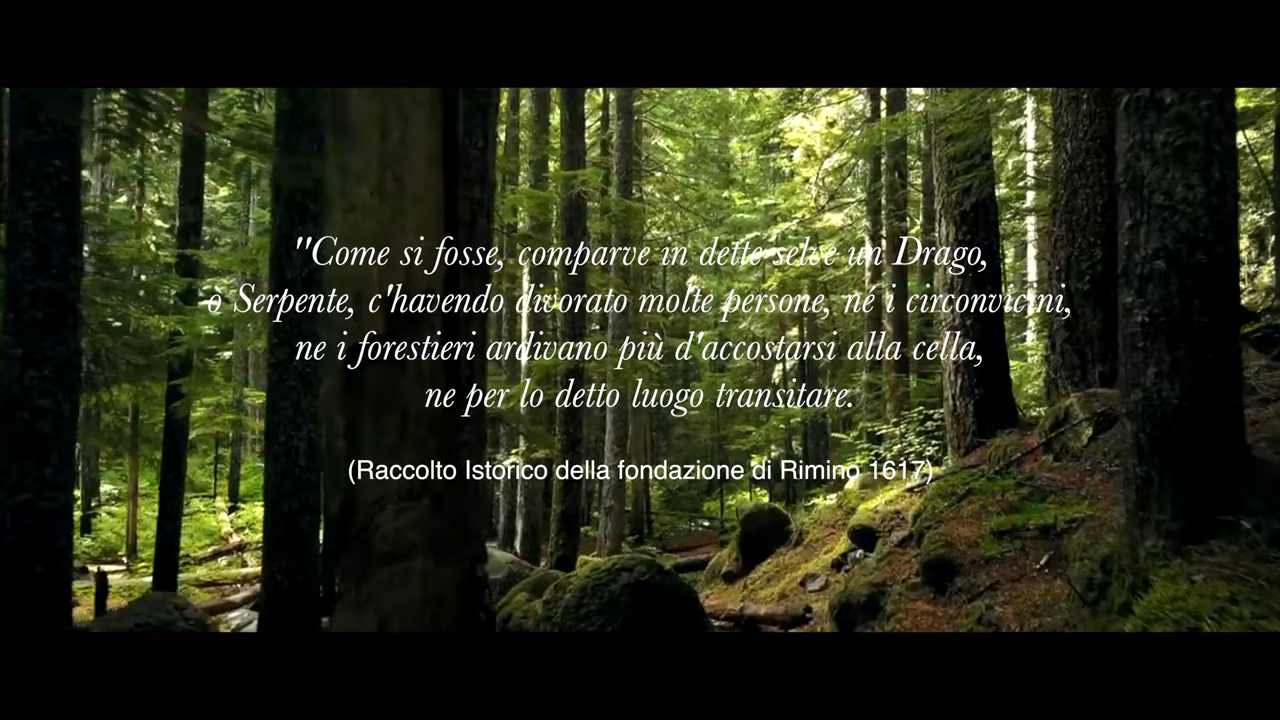 "Come si fosse, comparve in dette selve un Drago,
ò Serpente, c'havendo divorato molte persone, né i circonvicini,
ne i forestieri ardivano più d'accostarsi alla cella,
ne per lo detto luogo transitare.
(Raccolto Istorico della fondazione di Rimino 1617)